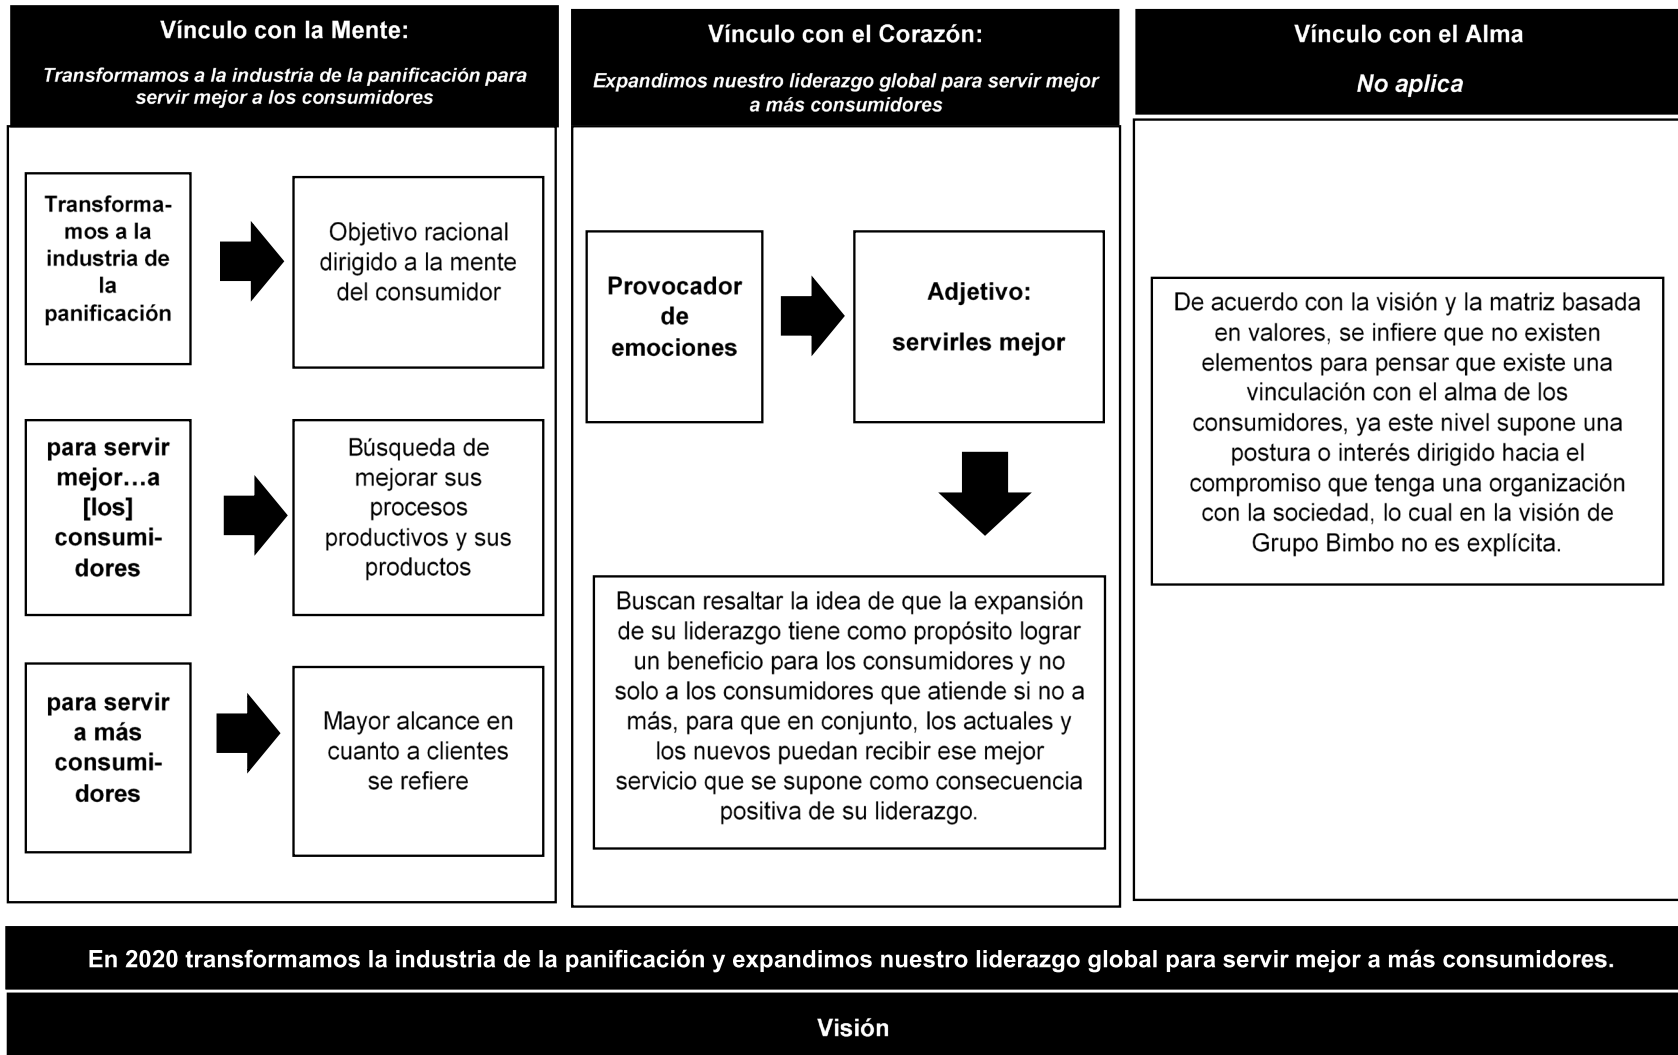 Vínculo con la Mente:
Transformamos a la industria de la panificación para
servir mejor a los consumidores
Transforma-
mos a la
industria de
la
panificación
Objetivo racional
dirigido a la mente
del consumidor
para servir
mejor…a
[los]
consumi-
dores
Búsqueda de
mejorar sus
procesos
productivos y sus
productos
para servir
a más
consumi-
dores
Mayor alcance en
cuanto a clientes
se refiere
Vínculo con el Corazón:
Expandimos nuestro liderazgo global para servir mejor
a más consumidores
Provocador
de
emociones
Adjetivo:
servirles mejor
Buscan resaltar la idea de que la expansión
de su liderazgo tiene como propósito lograr
un beneficio para los consumidores y no
solo a los consumidores que atiende si no a
más, para que en conjunto, los actuales y
los nuevos puedan recibir ese mejor
servicio que se supone como consecuencia
positiva de su liderazgo.
Vínculo con el Alma
No aplica
De acuerdo con la visión y la matriz basada
en valores, se infiere que no existen
elementos para pensar que existe una
vinculación con el alma de los
consumidores, ya este nivel supone una
postura o interés dirigido hacia el
compromiso que tenga una organización
con la sociedad, lo cual en la visión de
Grupo Bimbo no es explícita.
En 2020 transformamos la industria de la panificación y expandimos nuestro liderazgo global para servir mejor a más consumidores.
Visión